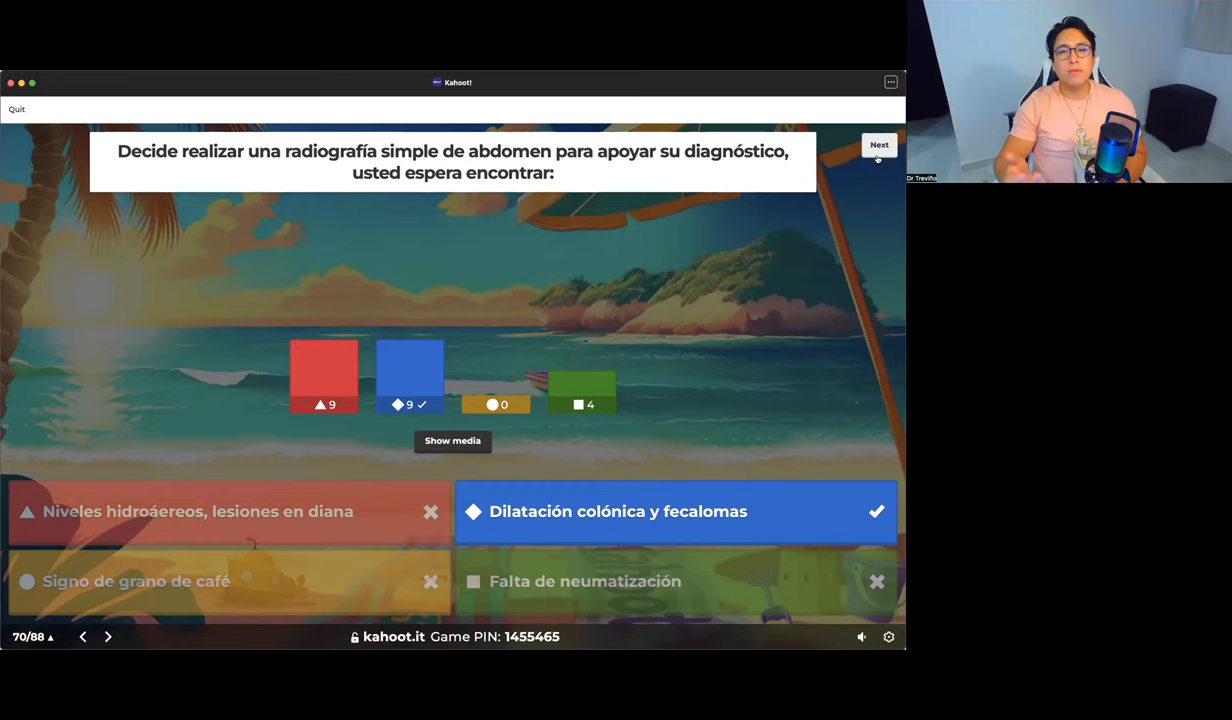 Kahoot!
Quit
Decide realizar una radiografía simple de abdomen para apoyar su diagnóstico,
usted espera encontrar:
Next
Dr Treviño
9
9
0
4
Show media
Niveles hidroáereos, lesiones en diana
Dilatación colónica y fecalomas
Signo de grano de café
Falta de neumatización
70/88
kahoot.it Game PIN: 1455465